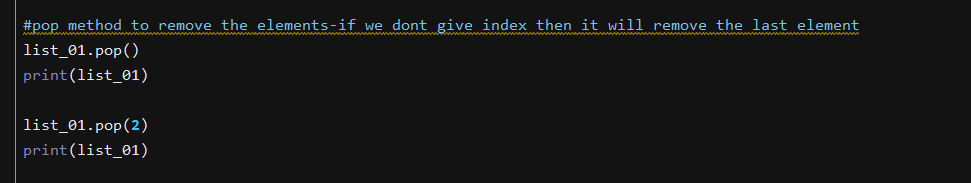 #pop method to remove the elements-if we dont give index then it will remove the last element
list_01.pop()
print(list_01)
list_01.pop(2)
print(list_01)